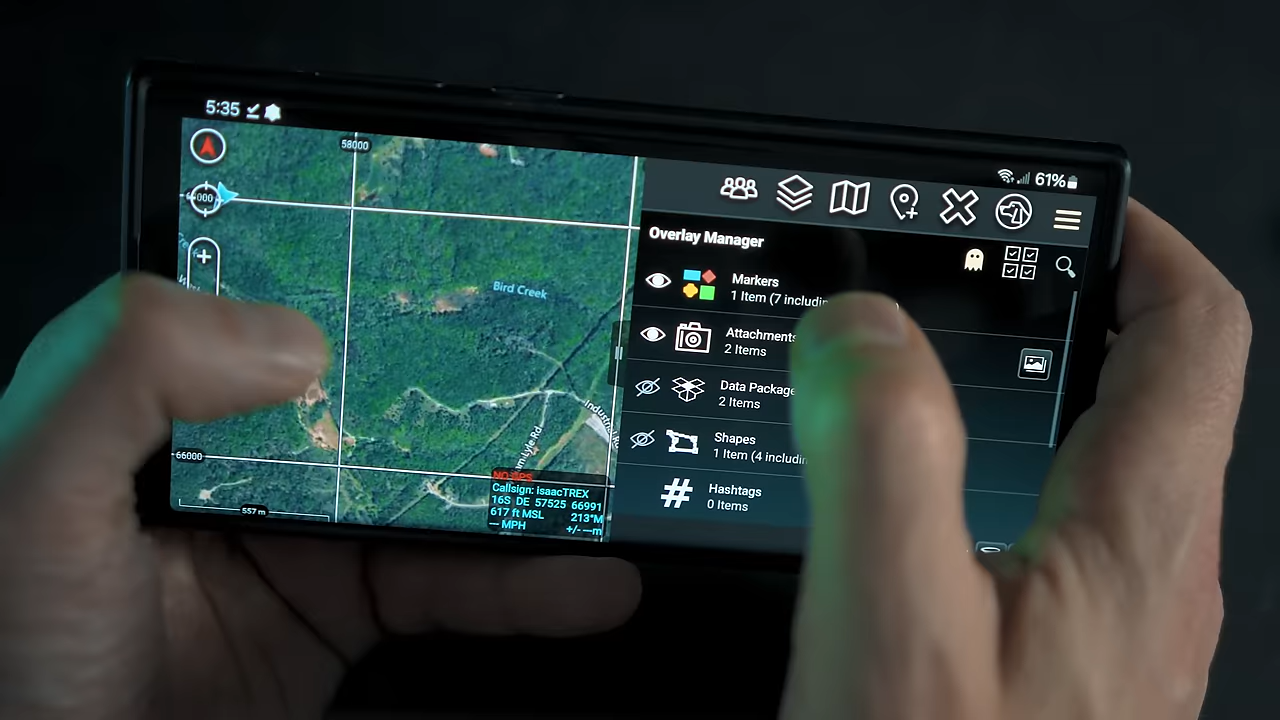 5:35
61%
58000
Overlay Manager
Markers
1 Item (7 includin
Bird Creek
Attachments
2 Items
Data Package
2 Items
Shapes
1 Item (4 includin
Hashtags
0 Items
66000
557 m
NO GPS
Callsign: isaacTREX
16S DE 57525 66991
617 ft MSL 213°M
--- MPH +/- ---m